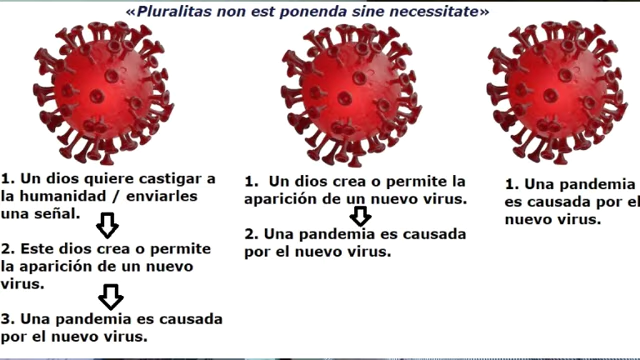 «Pluralitas non est ponenda sine necessitate»
1. Un dios quiere castigar a
la humanidad / enviarles
una señal.
2. Este dios crea o permite
la aparición de un nuevo
virus.
3. Una pandemia es causada
por el nuevo virus.
1. Un dios crea o permite la
aparición de un nuevo virus.
2. Una pandemia es causada
por el nuevo virus.
1. Una pandemia
es causada por el
nuevo virus.